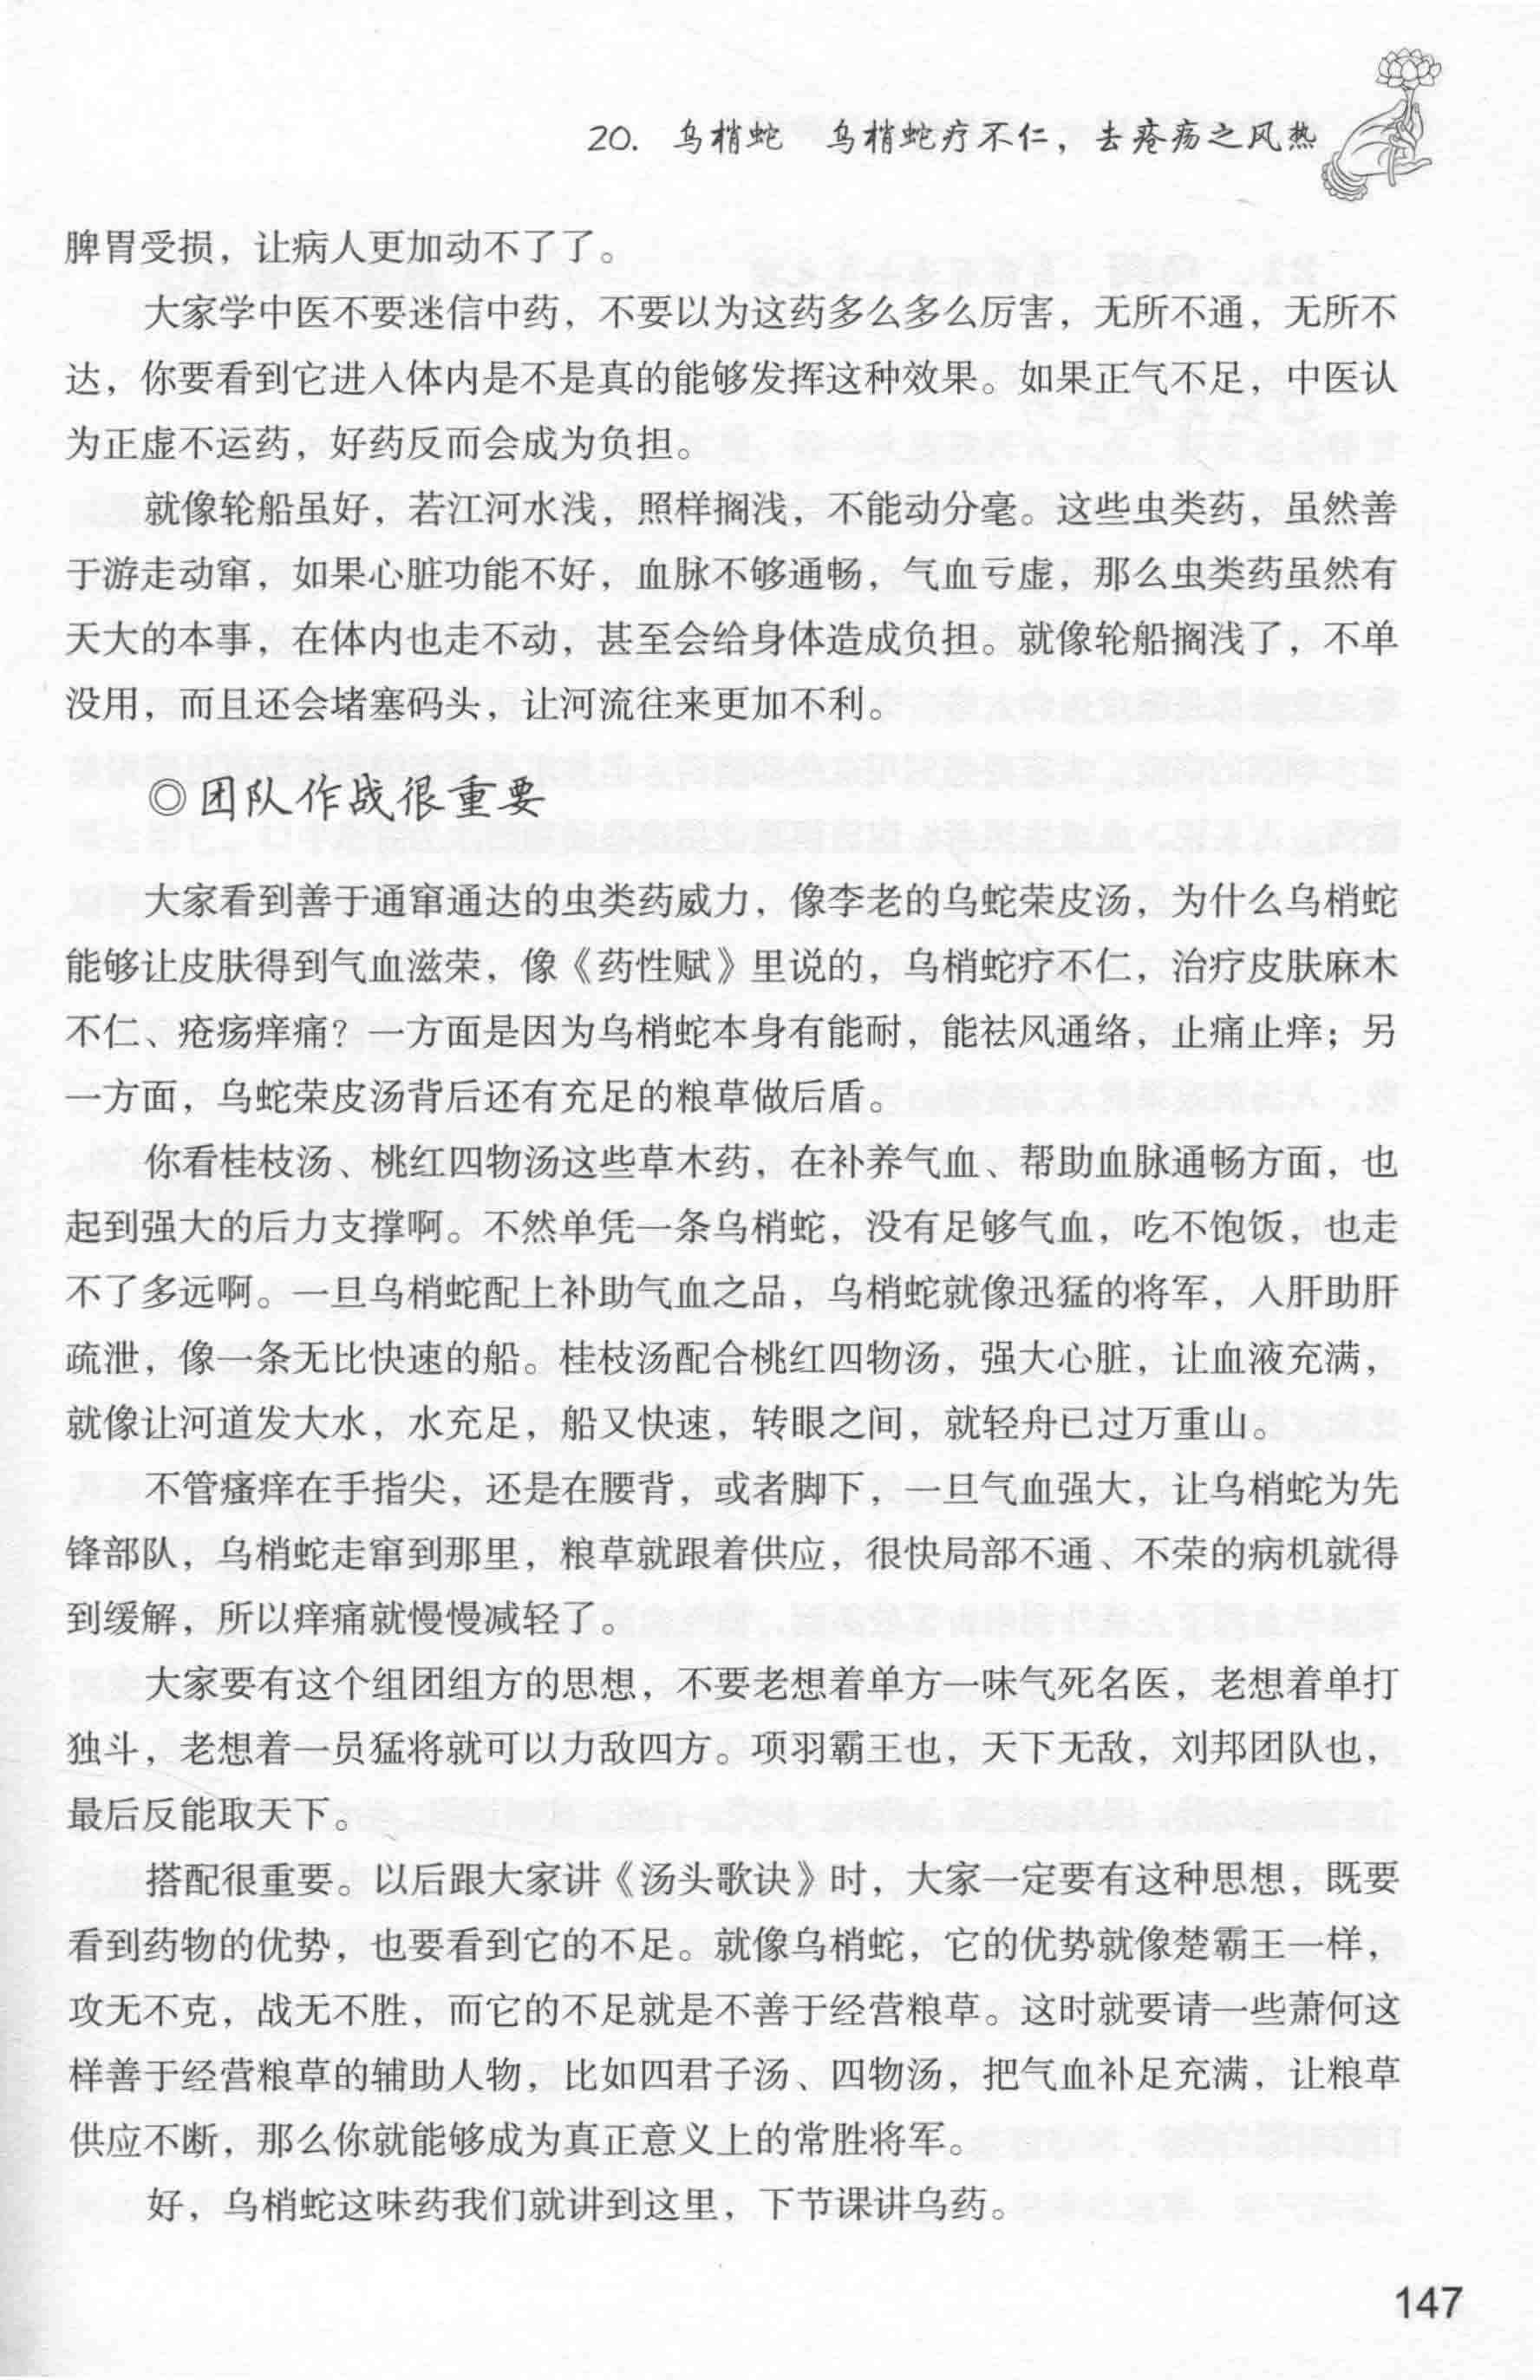 20. 乌梢蛇　乌梢蛇疗不仁，去疮疡之风热
脾胃受损，让病人更加动不了了。
大家学中医不要迷信中药，不要以为这药多么多么厉害，无所不通，无所不
达，你要看到它进入体内是不是真的能够发挥这种效果。如果正气不足，中医认
为正虚不运药，好药反而会成为负担。
就像轮船虽好，若江河水浅，照样搁浅，不能动分毫。这些虫类药，虽然善
于游走动窜，如果心脏功能不好，血脉不够通畅，气血亏虚，那么虫类药虽然有
天大的本事，在体内也走不动，甚至会给身体造成负担。就像轮船搁浅了，不单
没用，而且还会堵塞码头，让河流往来更加不利。
◎团队作战很重要
大家看到善于通窜通达的虫类药威力，像李老的乌蛇荣皮汤，为什么乌梢蛇
能够让皮肤得到气血滋荣，像《药性赋》里说的，乌梢蛇疗不仁，治疗皮肤麻木
不仁、疮疡痒痛？一方面是因为乌梢蛇本身有能耐，能祛风通络，止痛止痒；另
一方面，乌蛇荣皮汤背后还有充足的粮草做后盾。
你看桂枝汤、桃红四物汤这些草木药，在补养气血、帮助血脉通畅方面，也
起到强大的后力支撑啊。不然单凭一条乌梢蛇，没有足够气血，吃不饱饭，也走
不了多远啊。一旦乌梢蛇配上补助气血之品，乌梢蛇就像迅猛的将军，入肝助肝
疏泄，像一条无比快速的船。桂枝汤配合桃红四物汤，强大心脏，让血液充满，
就像让河道发大水，水充足，船又快速，转眼之间，就轻舟已过万重山。
不管瘙痒在手指尖，还是在腰背，或者脚下，一旦气血强大，让乌梢蛇为先
锋部队，乌梢蛇走窜到那里，粮草就跟着供应，很快局部不通、不荣的病机就得
到缓解，所以痒痛就慢慢减轻了。
大家要有这个组团组方的思想，不要老想着单方一味气死名医，老想着单打
独斗，老想着一员猛将就可以力敌四方。项羽霸王也，天下无敌，刘邦团队也，
最后反能取天下。
搭配很重要。以后跟大家讲《汤头歌诀》时，大家一定要有这种思想，既要
看到药物的优势，也要看到它的不足。就像乌梢蛇，它的优势就像楚霸王一样，
攻无不克，战无不胜，而它的不足就是不善于经营粮草。这时就要请一些萧何这
样善于经营粮草的辅助人物，比如四君子汤、四物汤，把气血补足充满，让粮草
供应不断，那么你就能够成为真正意义上的常胜将军。
好，乌梢蛇这味药我们就讲到这里，下节课讲乌药。
147